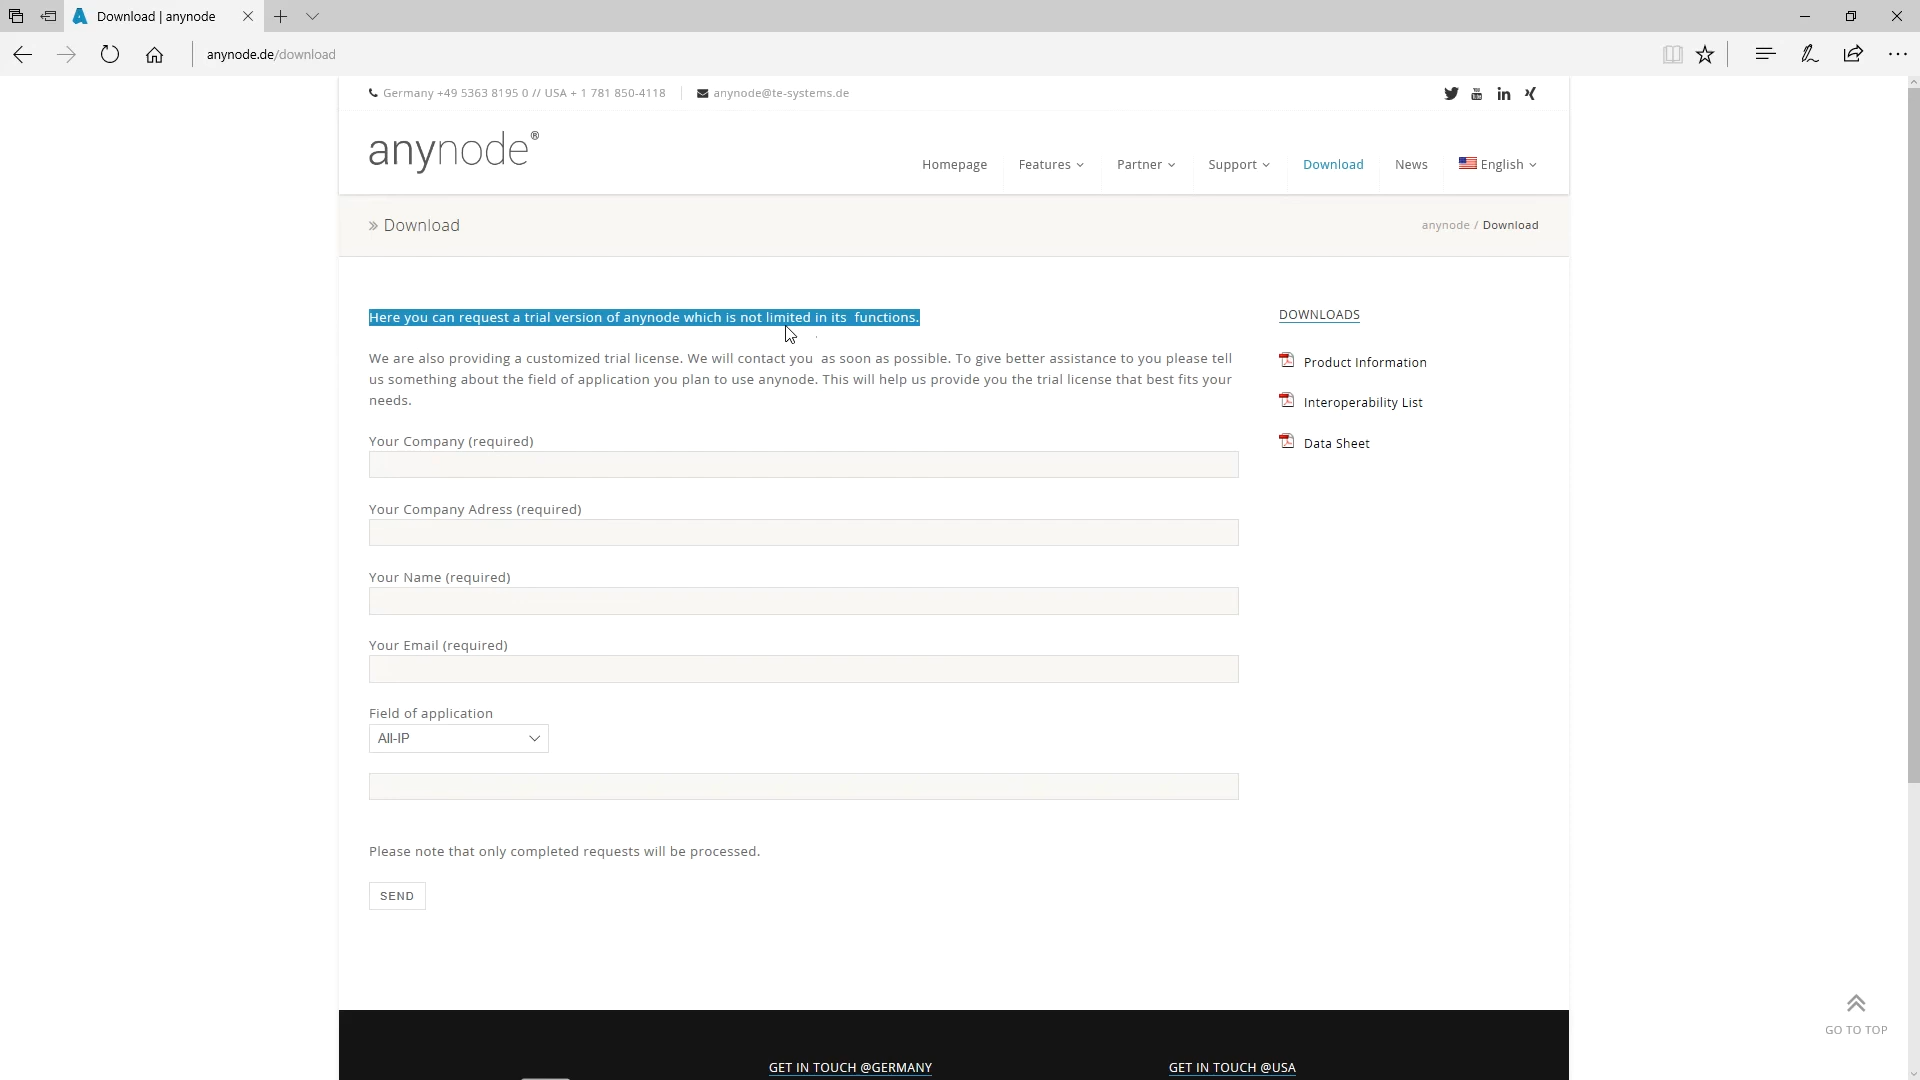 Download | anynode
anynode.de/download
Germany +49 5363 8195 0 // USA + 1 781 850-4118
anynode@te-systems.de
anynode®
Homepage
Features
Partner
Support
Download
News
English
» Download
anynode / Download
Here you can request a trial version of anynode which is not limited in its  functions.
We are also providing a customized trial license. We will contact you  as soon as possible. To give better assistance to you please tell
us something about the field of application you plan to use anynode. This will help us provide you the trial license that best fits your
needs.
Your Company (required)
Your Company Adress (required)
Your Name (required)
Your Email (required)
Field of application
All-IP
Please note that only completed requests will be processed.
SEND
DOWNLOADS
Product Information
Interoperability List
Data Sheet
GO TO TOP
GET IN TOUCH @GERMANY
GET IN TOUCH @USA